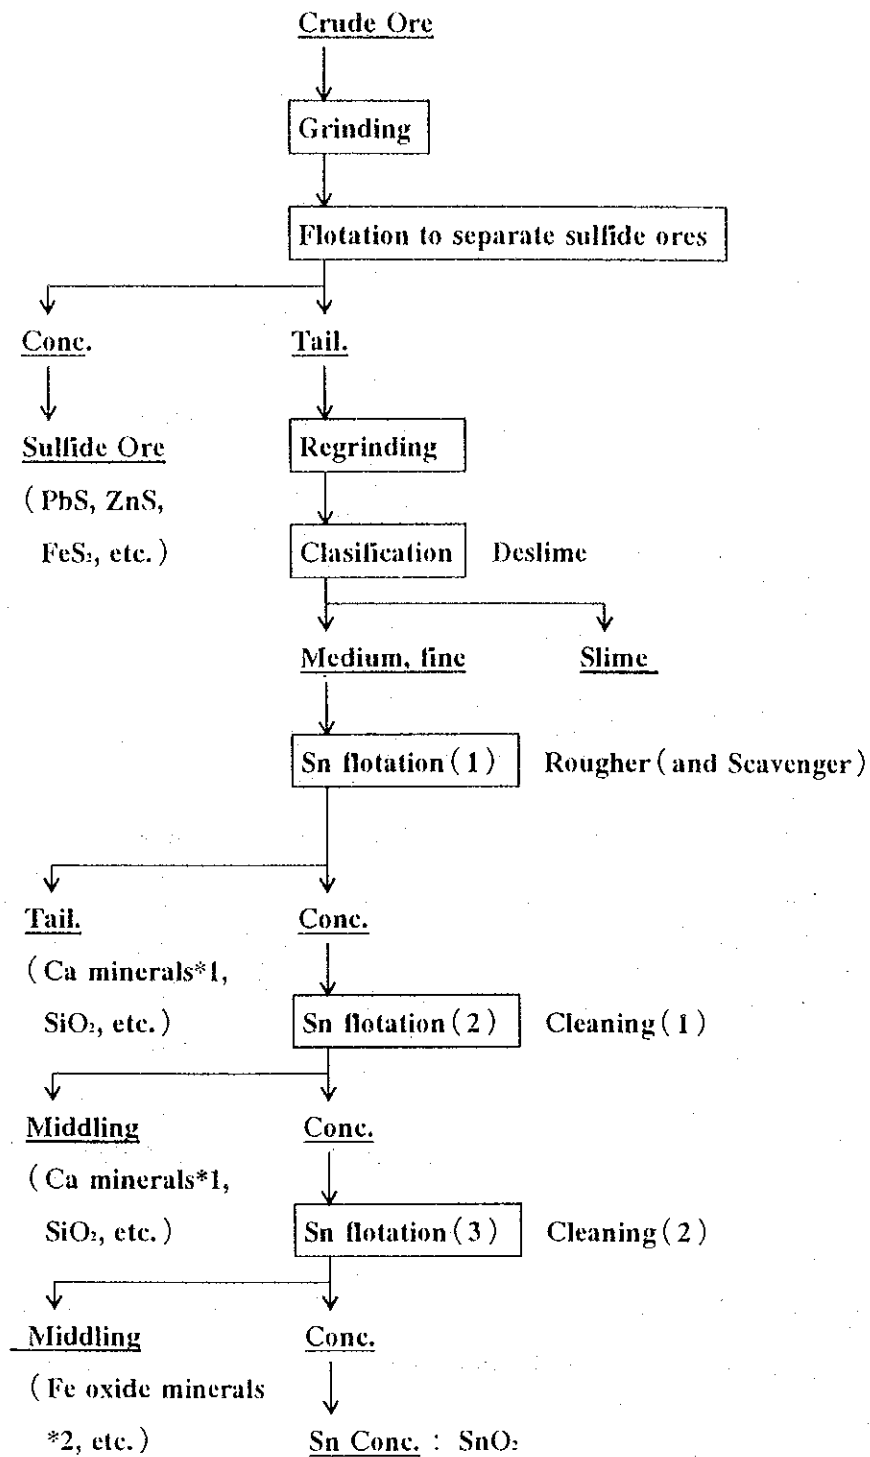 Crude Ore
Grinding
Flotation to separate sulfide ores
Conc. Tail.
Sulfide Ore Regrinding
(PbS, ZnS,
FeS₂, etc.) Clasification Deslime
Medium, fine Slime
Sn flotation(1) Rougher(and Scavenger)
Tail. Conc.
(Ca minerals*1,
SiO₂, etc.) Sn flotation(2) Cleaning(1)
Middling Conc.
(Ca minerals*1,
SiO₂, etc.) Sn flotation(3) Cleaning(2)
Middling Conc.
(Fe oxide minerals
*2, etc.) Sn Conc. : SnO₂